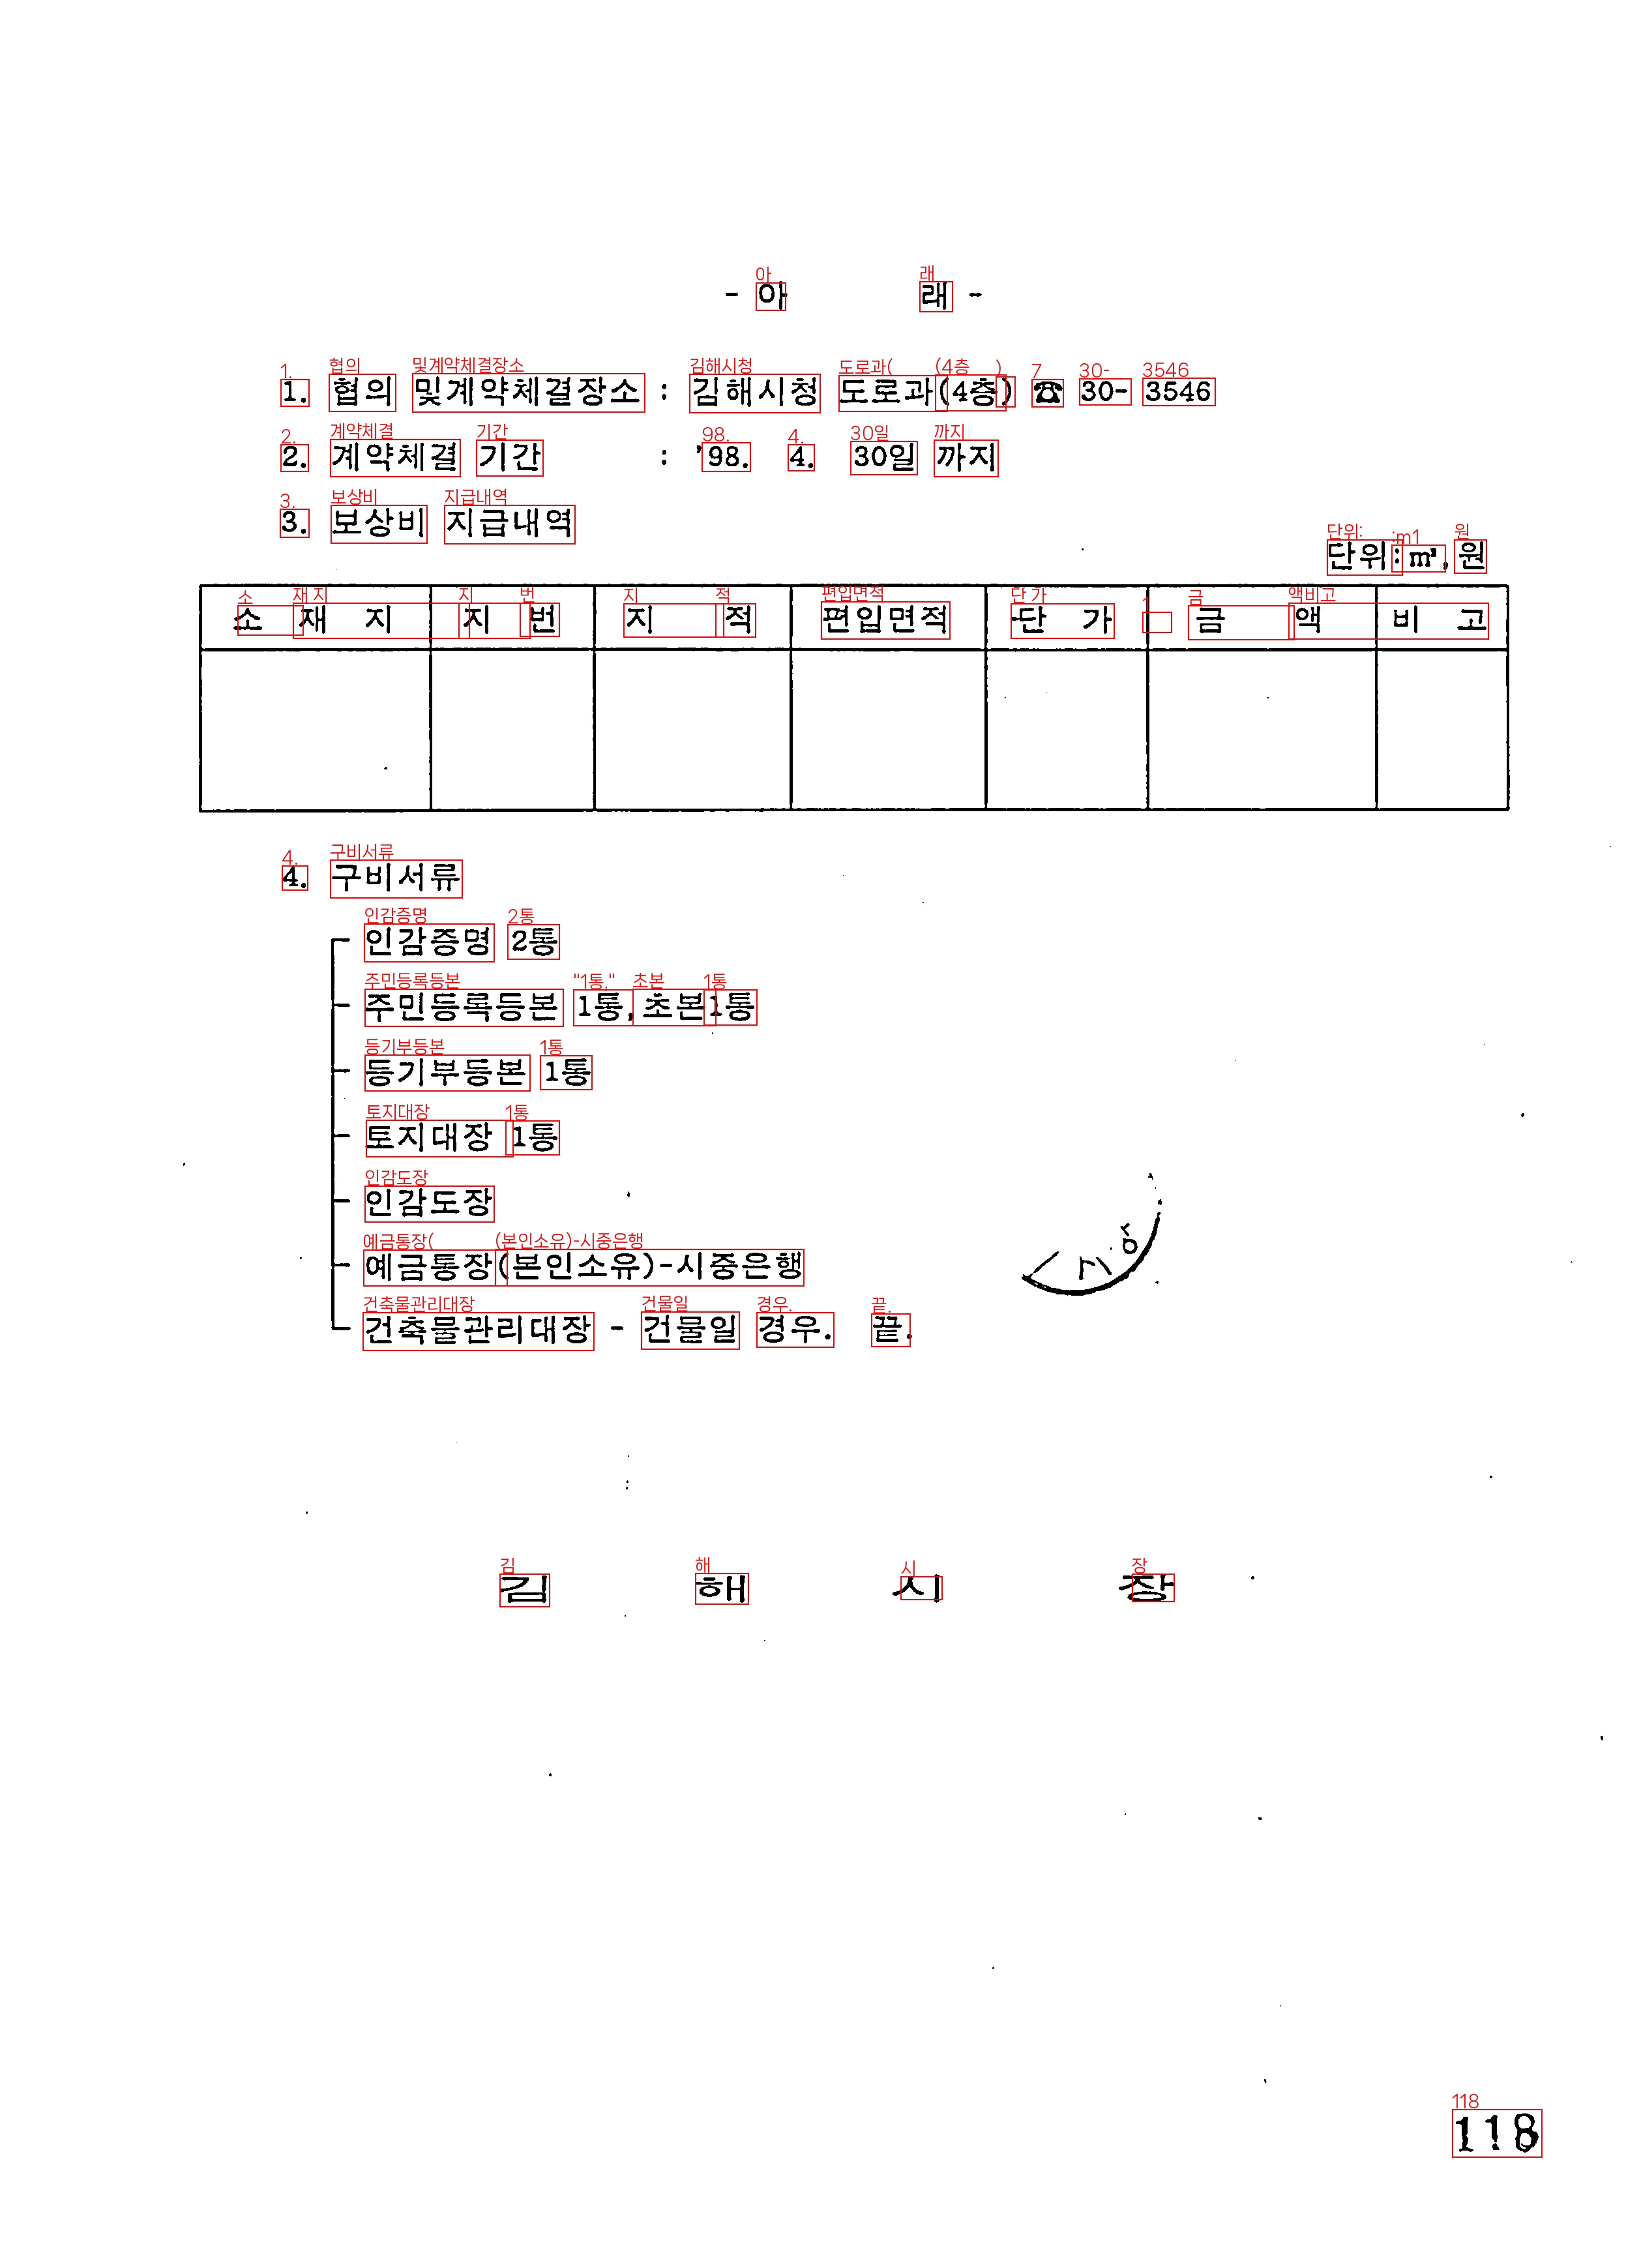 - 아 래 -
1. 협의 및계약체결장소 : 김해시청 도로과(4층) ☎ 30-3546
2. 계약체결 기간 : '98. 4. 30일 까지
3. 보상비 지급내역
단위:㎡,원
소 재 지 지 번 지 적 편입면적 단 가 금 액 비 고
4. 구비서류
인감증명 2통
주민등록등본 1통, 초본1통
등기부등본 1통
토지대장 1통
인감도장
예금통장(본인소유)-시중은행
건축물관리대장 - 건물일 경우. 끝.
김 해 시 장
118